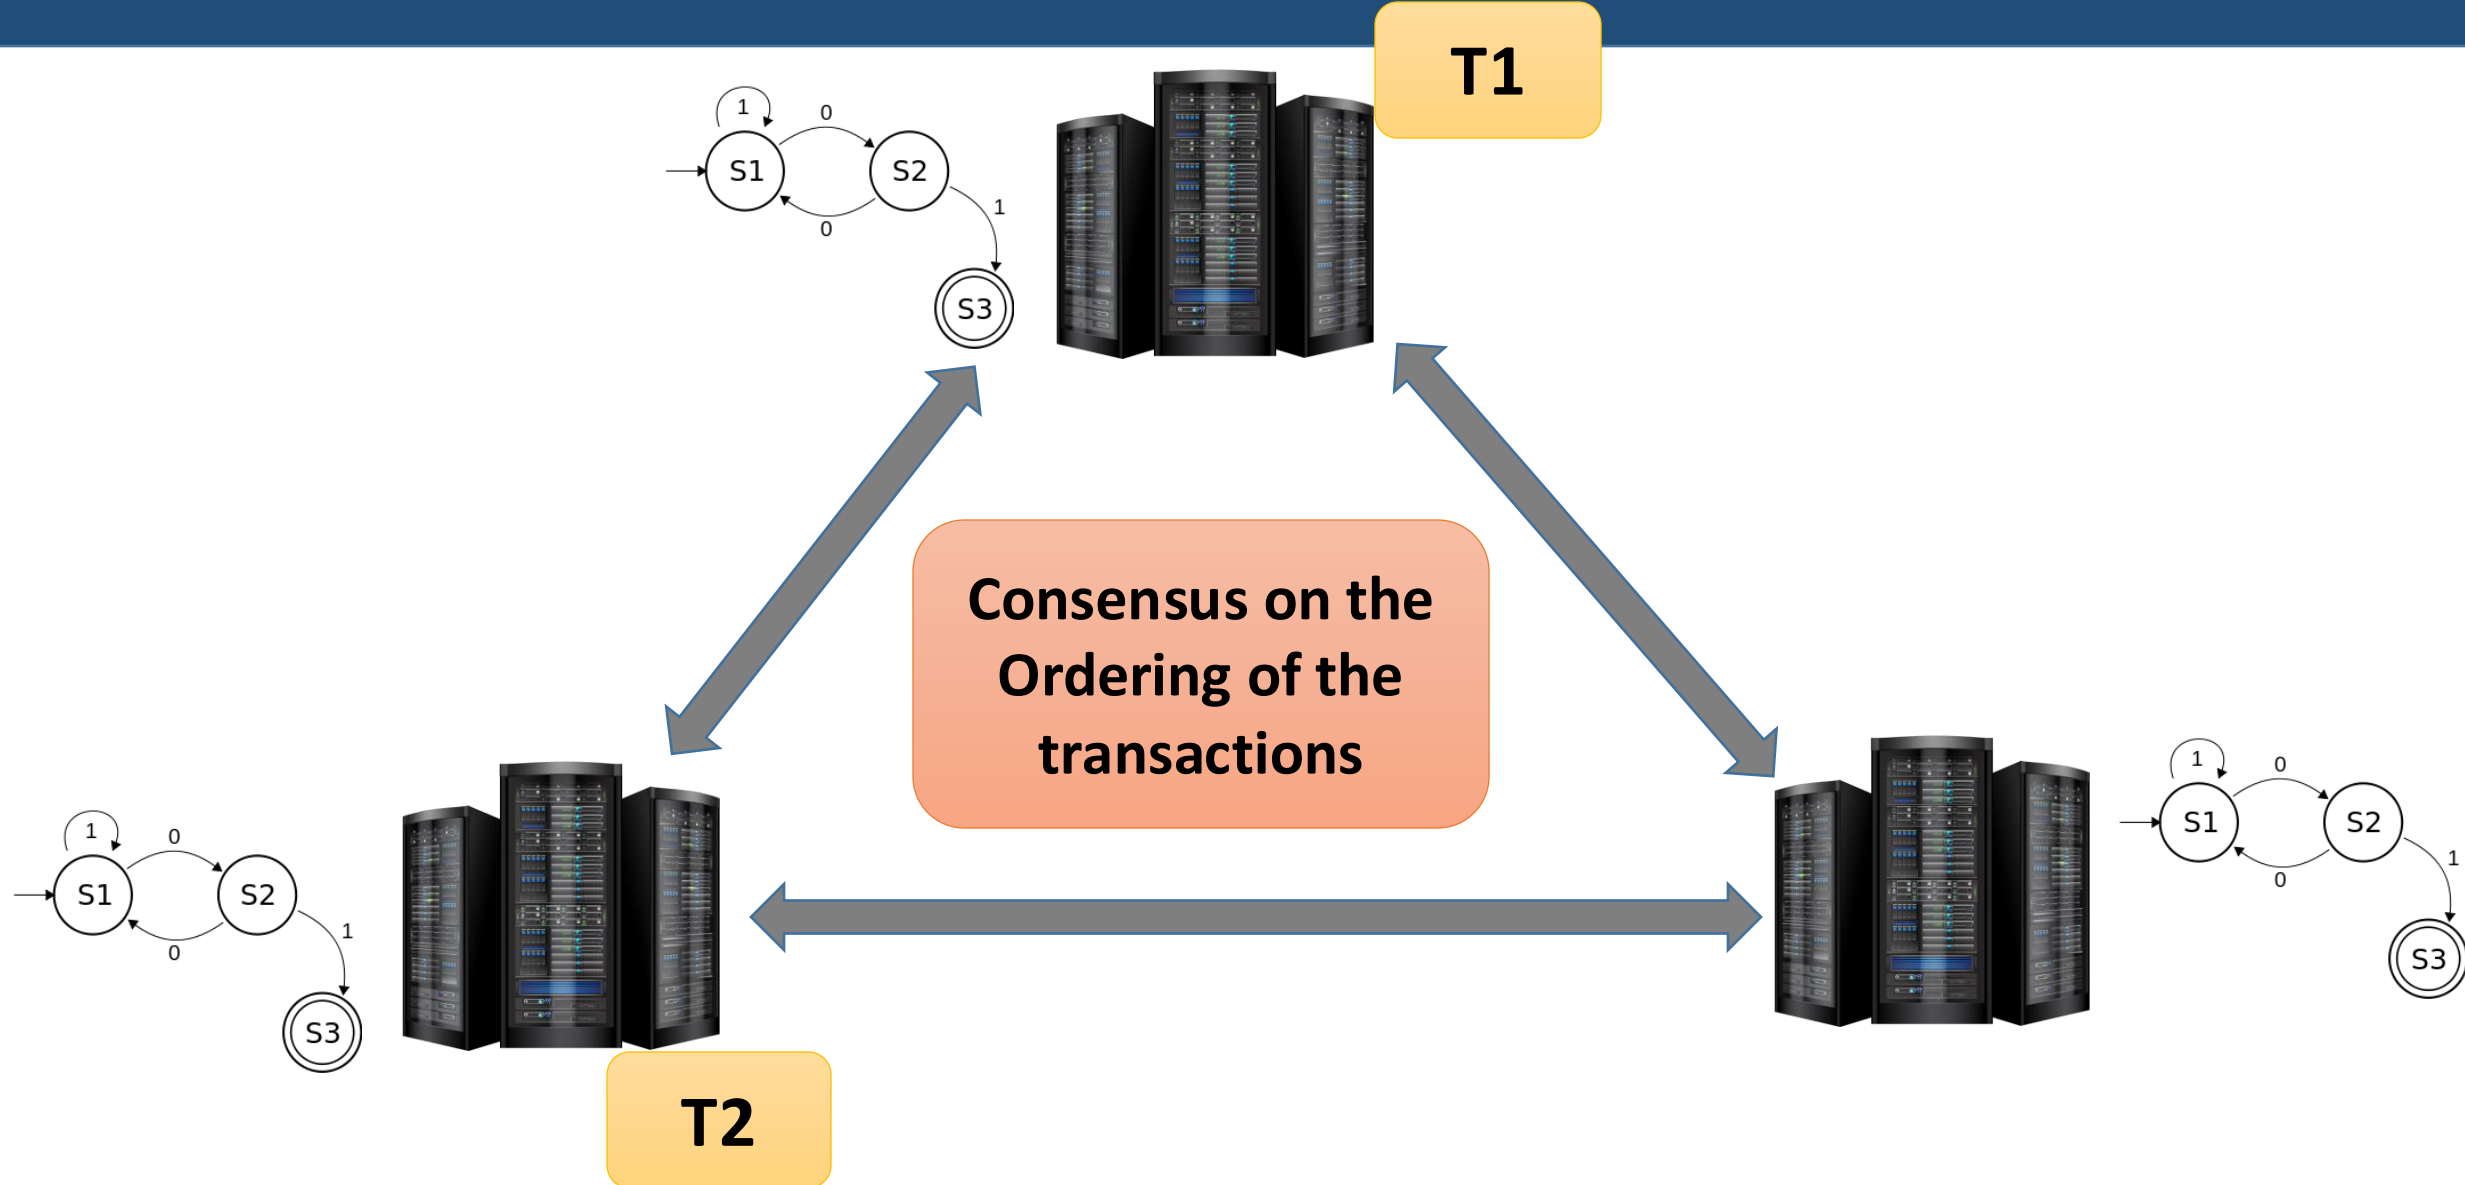 T1
1
0
S1
S2
0
1
S3
Consensus on the
Ordering of the
transactions
1
0
S1
S2
0
1
S3
1
0
S1
S2
0
1
S3
T2